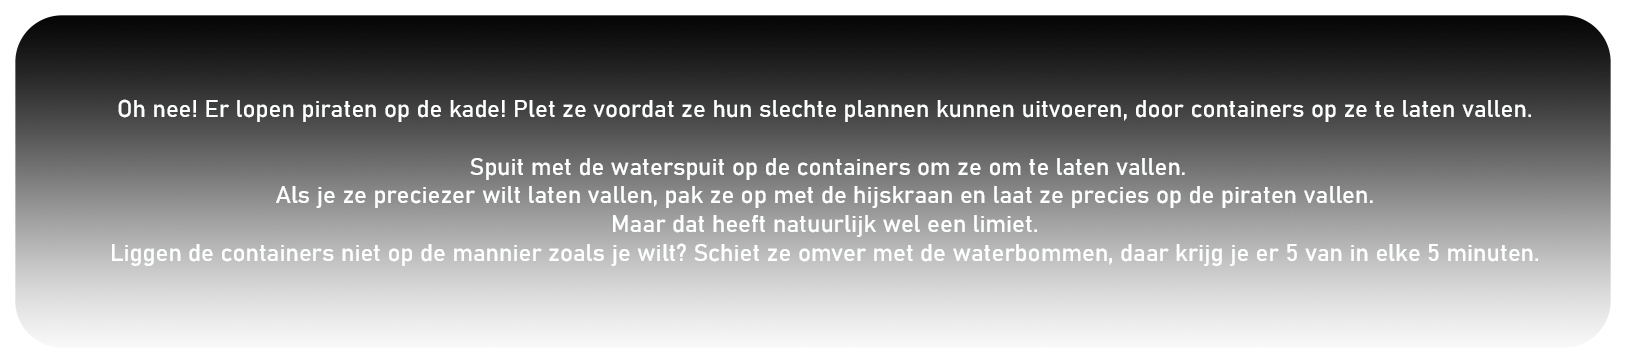 Oh nee! Er lopen piraten op de kade! Plet ze voordat ze hun slechte plannen kunnen uitvoeren, door containers op ze te laten vallen.
Spuit met de waterspuit op de containers om ze om te laten vallen.
Als je ze preciezer wilt laten vallen, pak ze op met de hijskraan en laat ze precies op de piraten vallen.
Maar dat heeft natuurlijk wel een limiet.
Liggen de containers niet op de mannier zoals je wilt? Schiet ze omver met de waterbommen, daar krijg je er 5 van in elke 5 minuten.